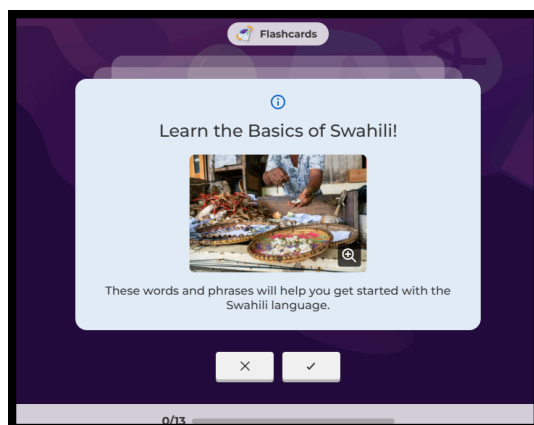 Flashcards
Learn the Basics of Swahili!
These words and phrases will help you get started with the
Swahili language.
0/13